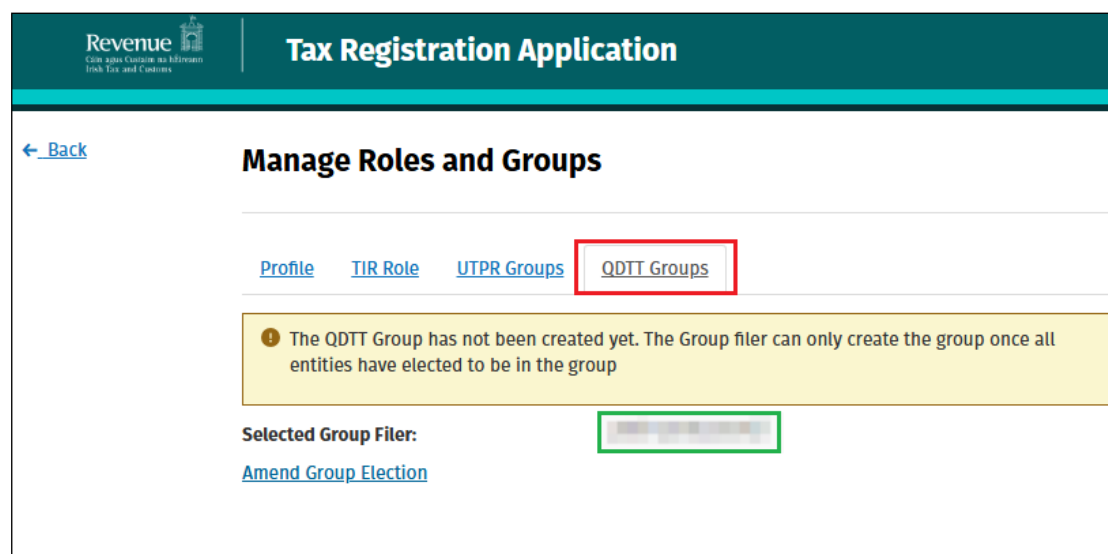 Revenue
Cáin agus Custaim na hÉireann
Irish Tax and Customs
Tax Registration Application
← Back
Manage Roles and Groups
Profile TIR Role UTPR Groups QDTT Groups
The QDTT Group has not been created yet. The Group filer can only create the group once all
entities have elected to be in the group
Selected Group Filer:
Amend Group Election